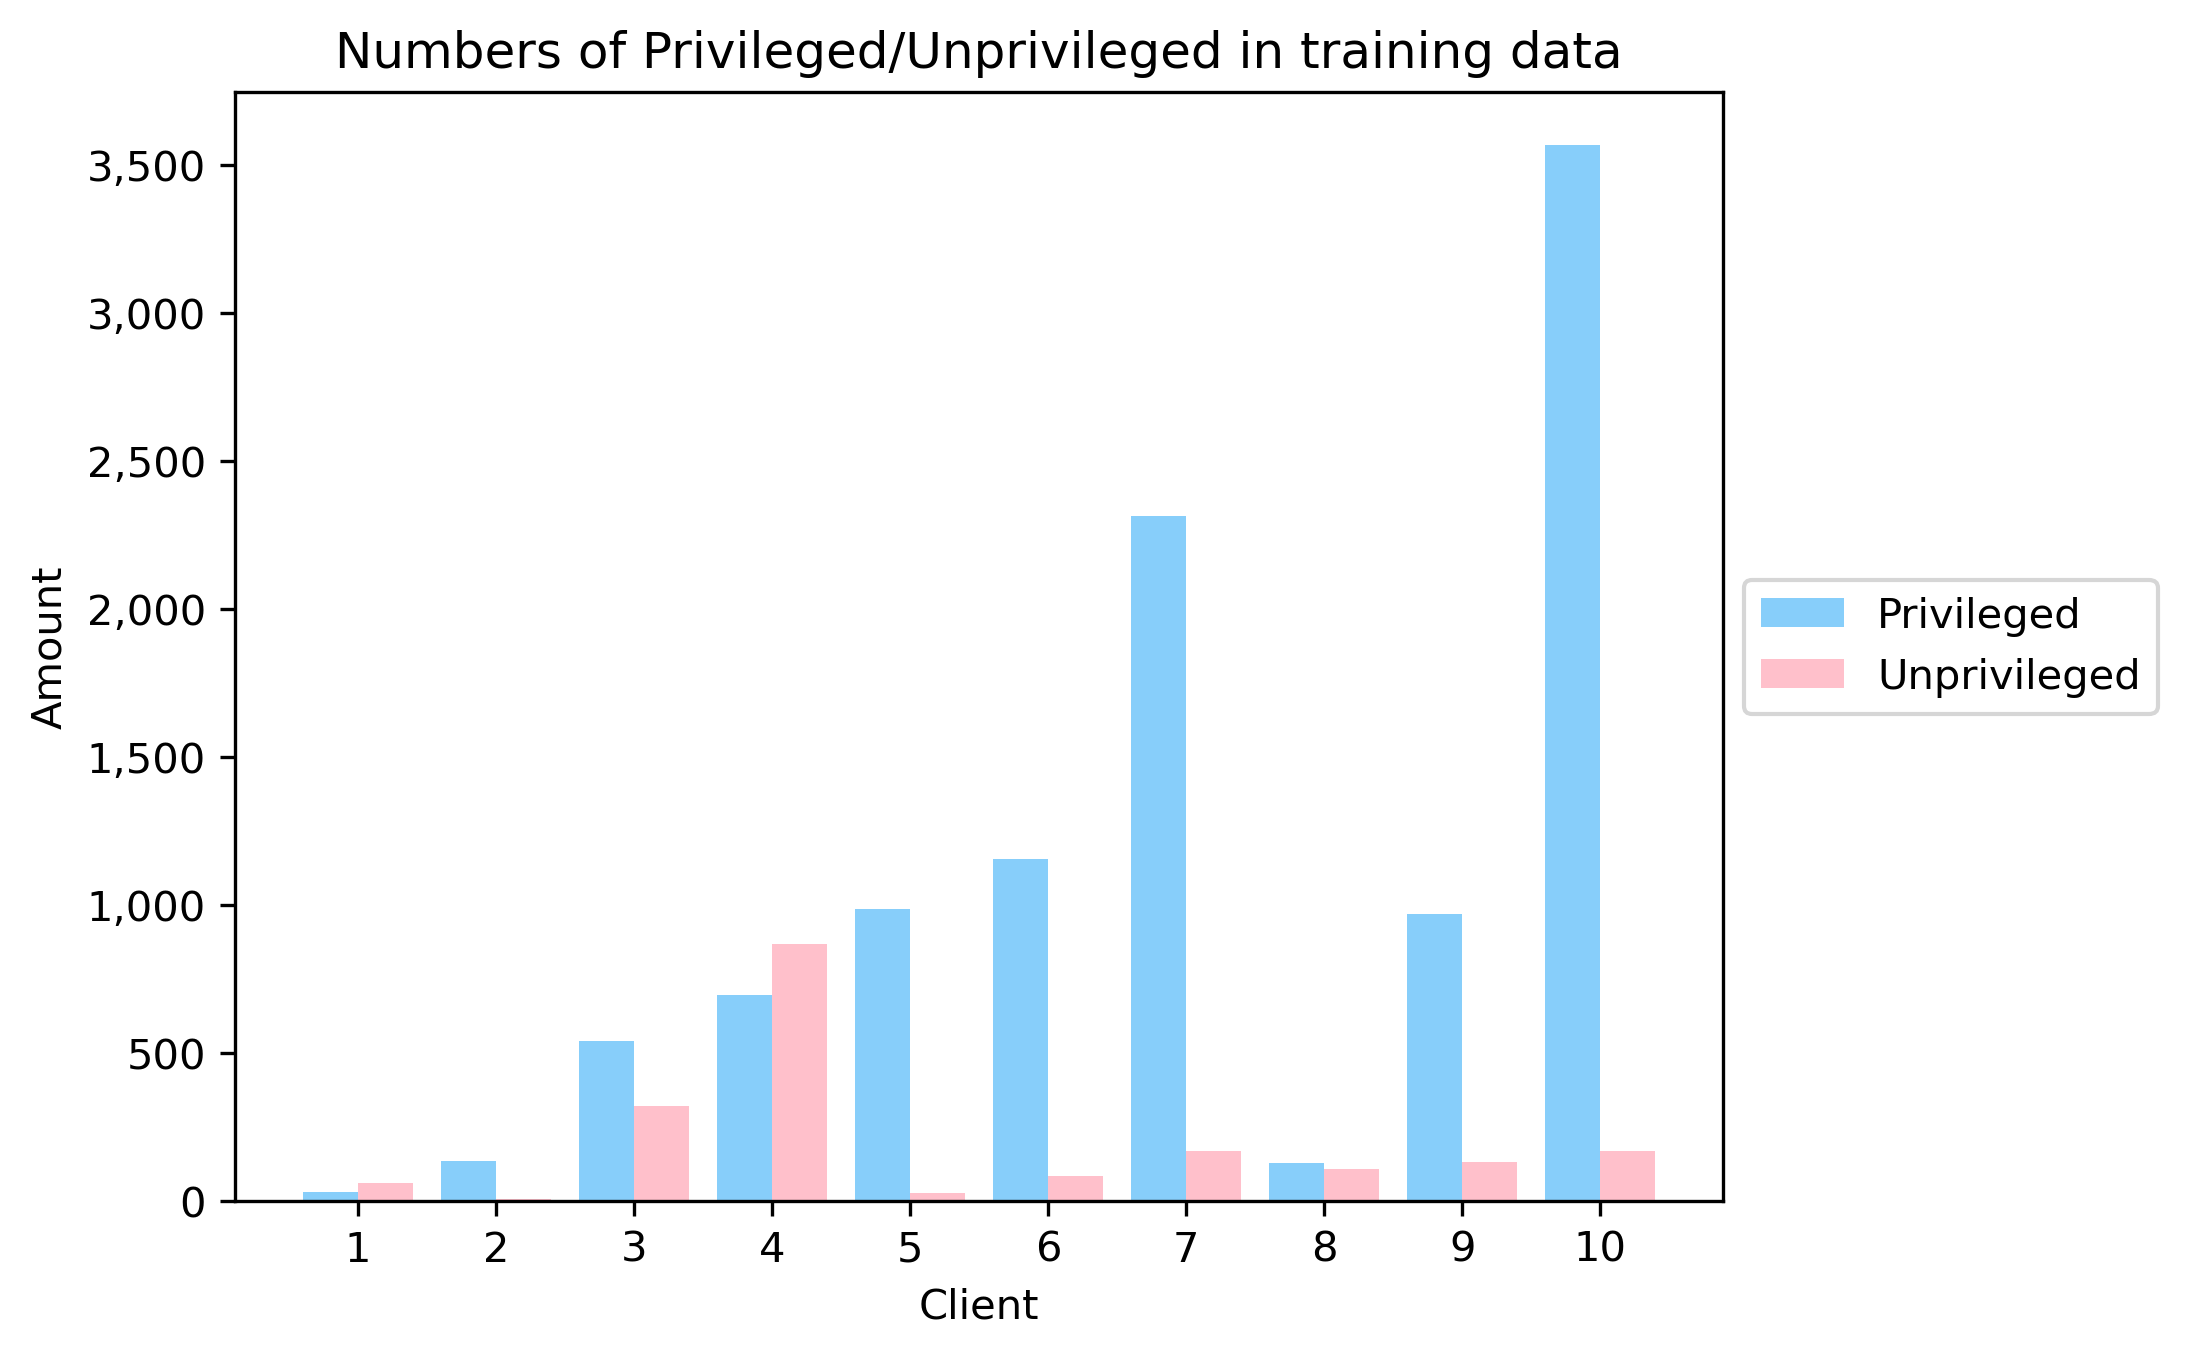 Numbers of Privileged/Unprivileged in training data
3,500
3,000
2,500
2,000
1,500
1,000
500
0
Amount
1 2 3 4 5 6 7 8 9 10
Client
Privileged
Unprivileged